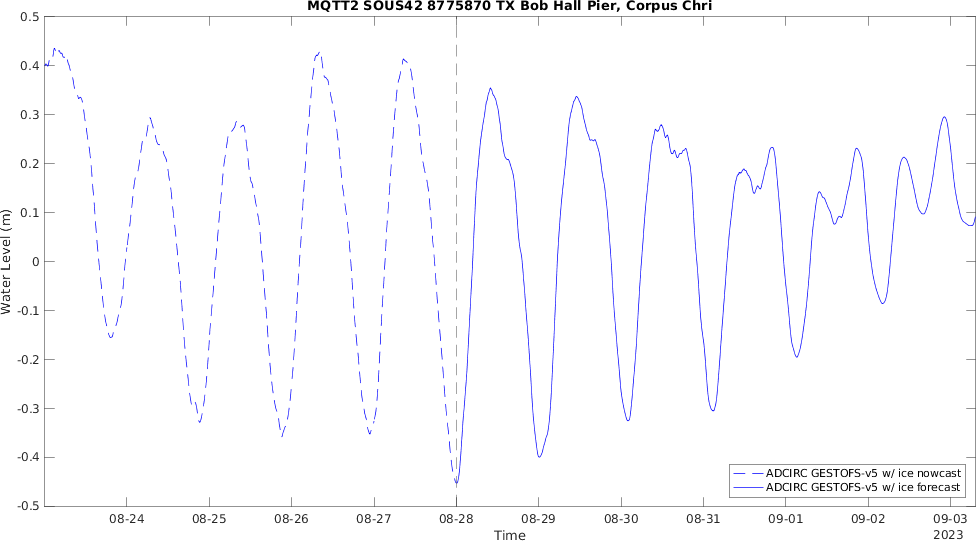 MQTT2 SOUS42 8775870 TX Bob Hall Pier, Corpus Chri
0.5
0.4
0.3
0.2
0.1
0
-0.1
-0.2
-0.3
-0.4
-0.5
Water Level (m)
ADCIRC GESTOFS-v5 w/ ice nowcast
ADCIRC GESTOFS-v5 w/ ice forecast
08-24 08-25 08-26 08-27 08-28 08-29 08-30 08-31 09-01 09-02 09-03
Time
2023